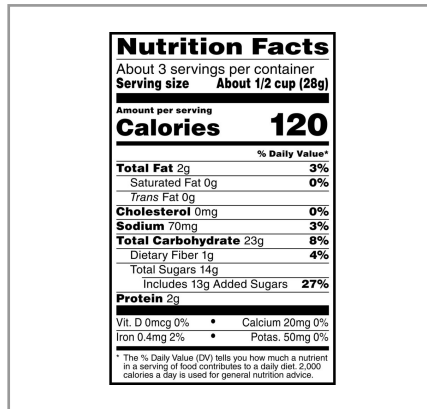 Nutrition Facts
About 3 servings per container
Serving size About 1/2 cup (28g)
Amount per serving
Calories 120
% Daily Value*
Total Fat 2g 3%
Saturated Fat 0g 0%
Trans Fat 0g
Cholesterol 0mg 0%
Sodium 70mg 3%
Total Carbohydrate 23g 8%
Dietary Fiber 1g 4%
Total Sugars 14g
Includes 13g Added Sugars 27%
Protein 2g
Vit. D 0mcg 0% • Calcium 20mg 0%
Iron 0.4mg 2% • Potas. 50mg 0%
* The % Daily Value (DV) tells you how much a nutrient
in a serving of food contributes to a daily diet. 2,000
calories a day is used for general nutrition advice.